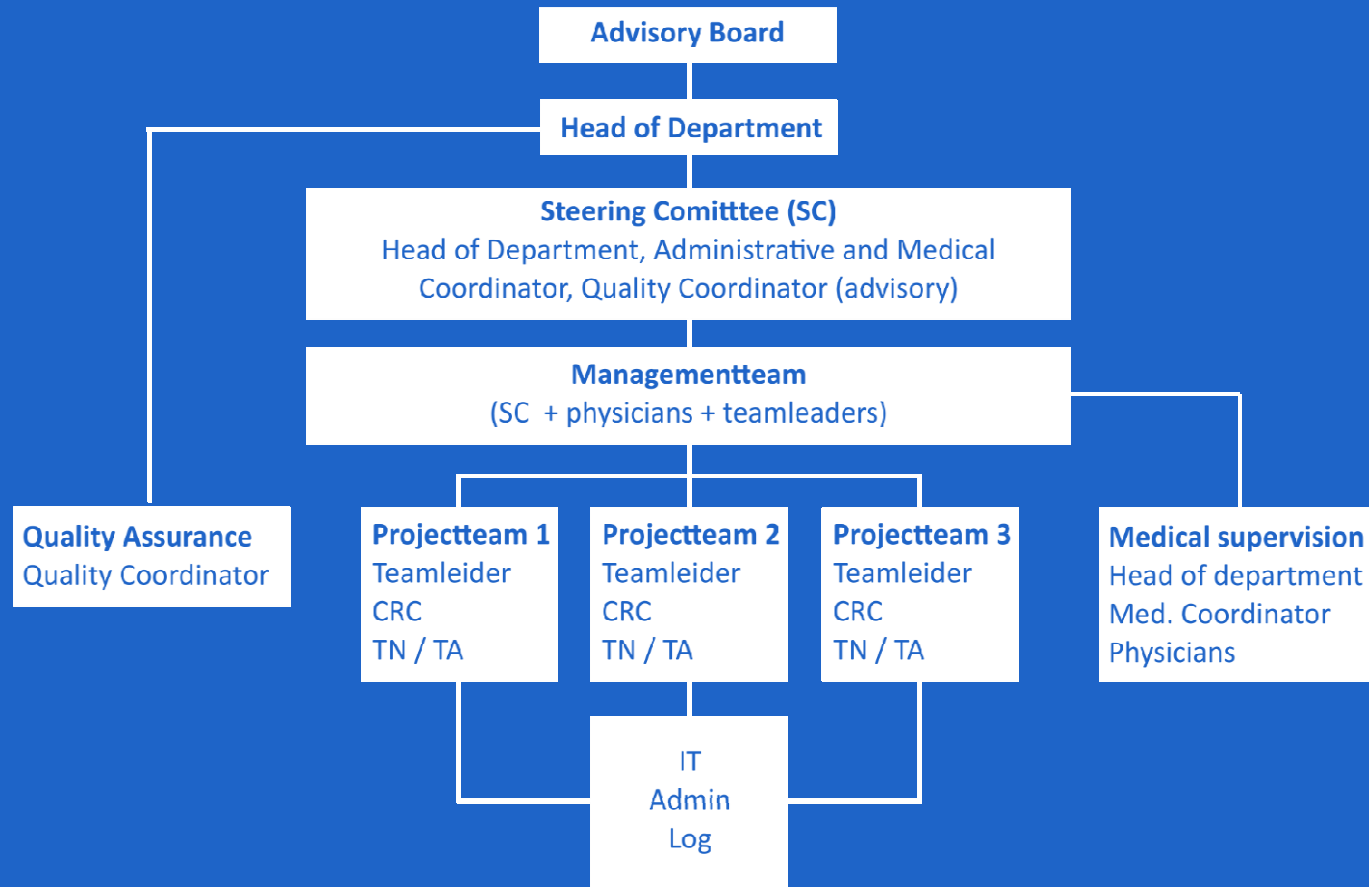 Advisory Board
Head of Department
Steering Comitttee (SC)
Head of Department, Administrative and Medical
Coordinator, Quality Coordinator (advisory)
Managementteam
(SC + physicians + teamleaders)
Quality Assurance
Quality Coordinator
Projectteam 1
Teamleider
CRC
TN / TA
Projectteam 2
Teamleider
CRC
TN / TA
Projectteam 3
Teamleider
CRC
TN / TA
Medical supervision
Head of department
Med. Coordinator
Physicians
IT
Admin
Log